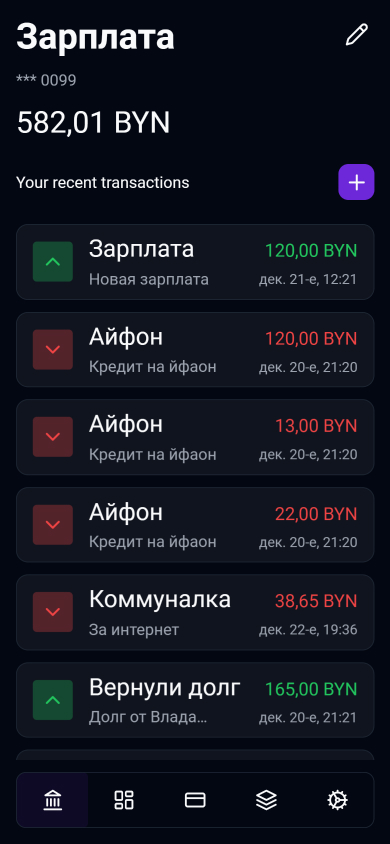 Зарплата
*** 0099
582,01 BYN
Your recent transactions
Зарплата 120,00 BYN
Новая зарплата дек. 21-е, 12:21
Айфон 120,00 BYN
Кредит на йфаон дек. 20-е, 21:20
Айфон 13,00 BYN
Кредит на йфаон дек. 20-е, 21:20
Айфон 22,00 BYN
Кредит на йфаон дек. 20-е, 21:20
Коммуналка 38,65 BYN
За интернет дек. 22-е, 19:36
Вернули долг 165,00 BYN
Долг от Влада... дек. 20-е, 21:21